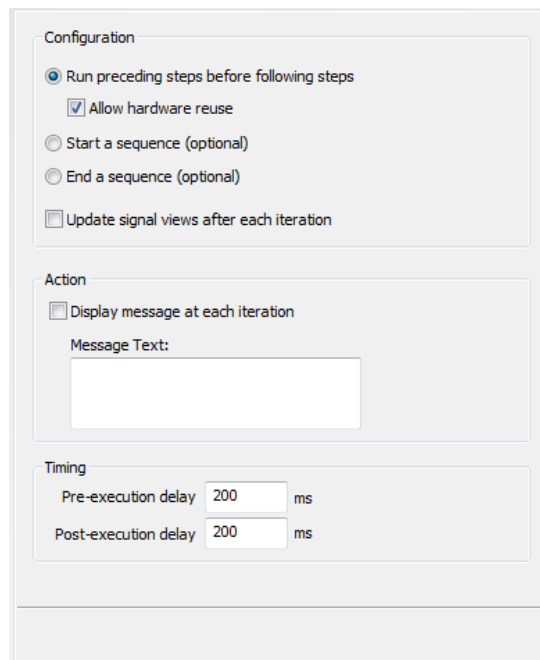 Configuration
Run preceding steps before following steps
Allow hardware reuse
Start a sequence (optional)
End a sequence (optional)
Update signal views after each iteration
Action
Display message at each iteration
Message Text:
Timing
Pre-execution delay 200 ms
Post-execution delay 200 ms